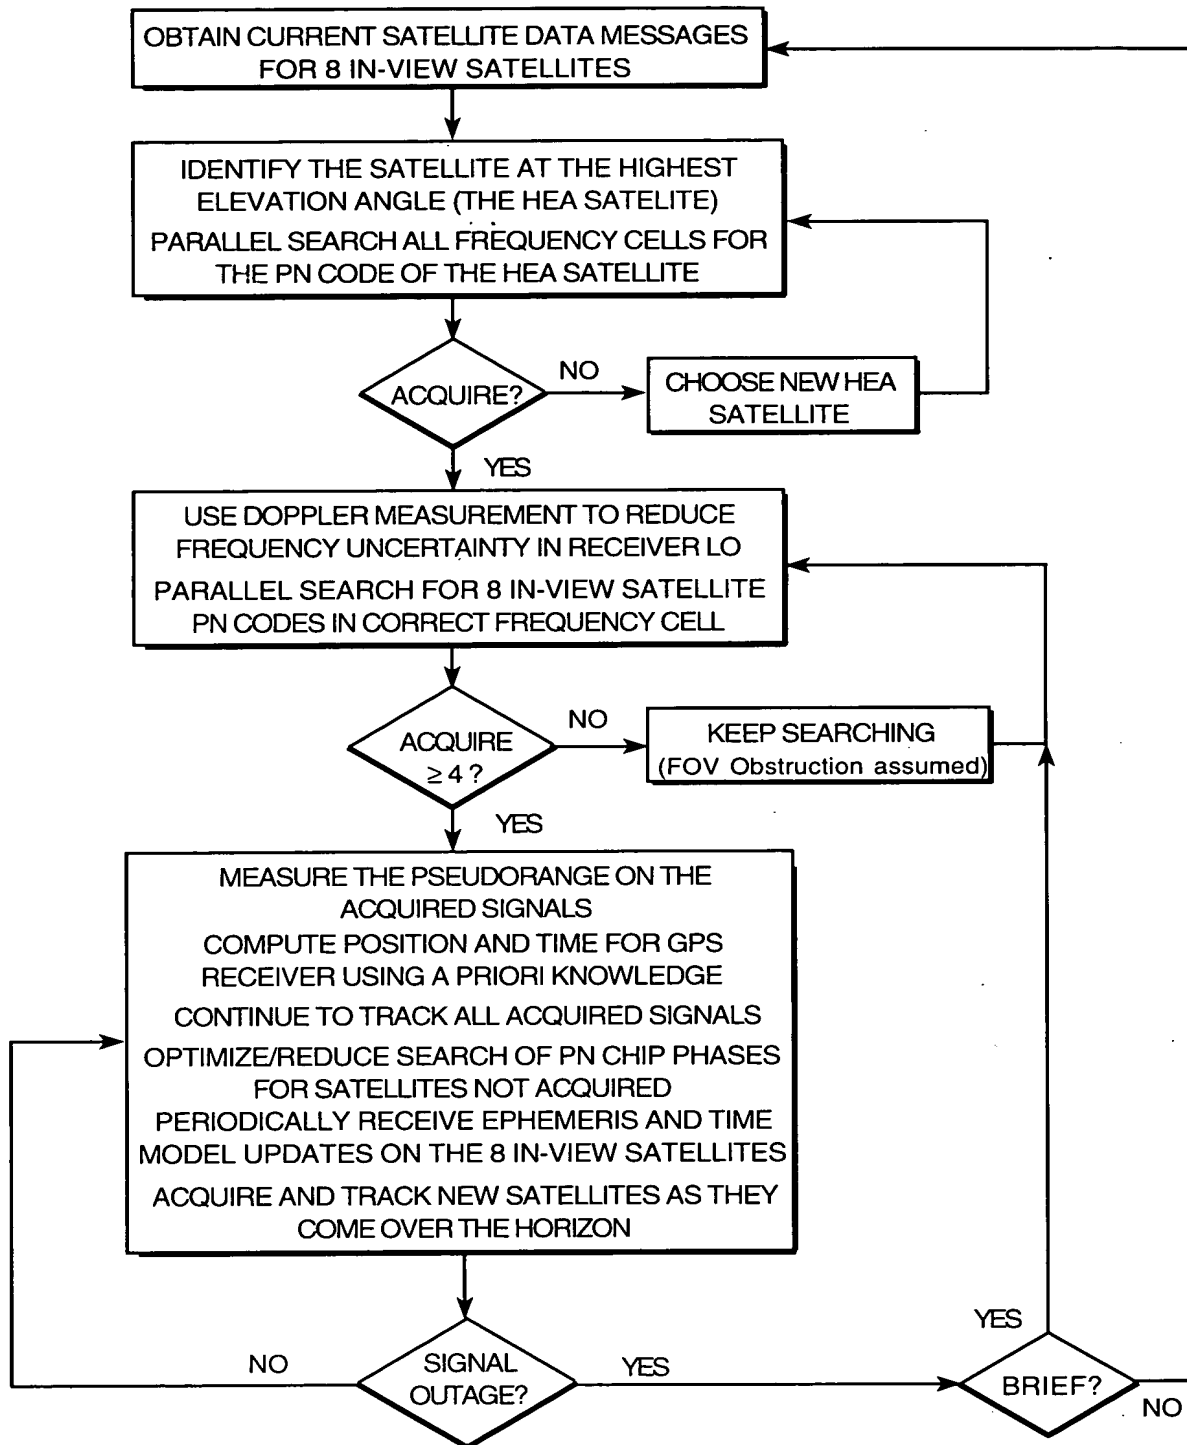 OBTAIN CURRENT SATELLITE DATA MESSAGES
FOR 8 IN-VIEW SATELLITES
IDENTIFY THE SATELLITE AT THE HIGHEST
ELEVATION ANGLE (THE HEA SATELITE)
PARALLEL SEARCH ALL FREQUENCY CELLS FOR
THE PN CODE OF THE HEA SATELLITE
ACQUIRE?
NO
CHOOSE NEW HEA
SATELLITE
YES
USE DOPPLER MEASUREMENT TO REDUCE
FREQUENCY UNCERTAINTY IN RECEIVER LO
PARALLEL SEARCH FOR 8 IN-VIEW SATELLITE
PN CODES IN CORRECT FREQUENCY CELL
ACQUIRE
≥ 4 ?
NO
KEEP SEARCHING
(FOV Obstruction assumed)
YES
MEASURE THE PSEUDORANGE ON THE
ACQUIRED SIGNALS
COMPUTE POSITION AND TIME FOR GPS
RECEIVER USING A PRIORI KNOWLEDGE
CONTINUE TO TRACK ALL ACQUIRED SIGNALS
OPTIMIZE/REDUCE SEARCH OF PN CHIP PHASES
FOR SATELLITES NOT ACQUIRED
PERIODICALLY RECEIVE EPHEMERIS AND TIME
MODEL UPDATES ON THE 8 IN-VIEW SATELLITES
ACQUIRE AND TRACK NEW SATELLITES AS THEY
COME OVER THE HORIZON
NO
SIGNAL
OUTAGE?
YES
YES
BRIEF?
NO